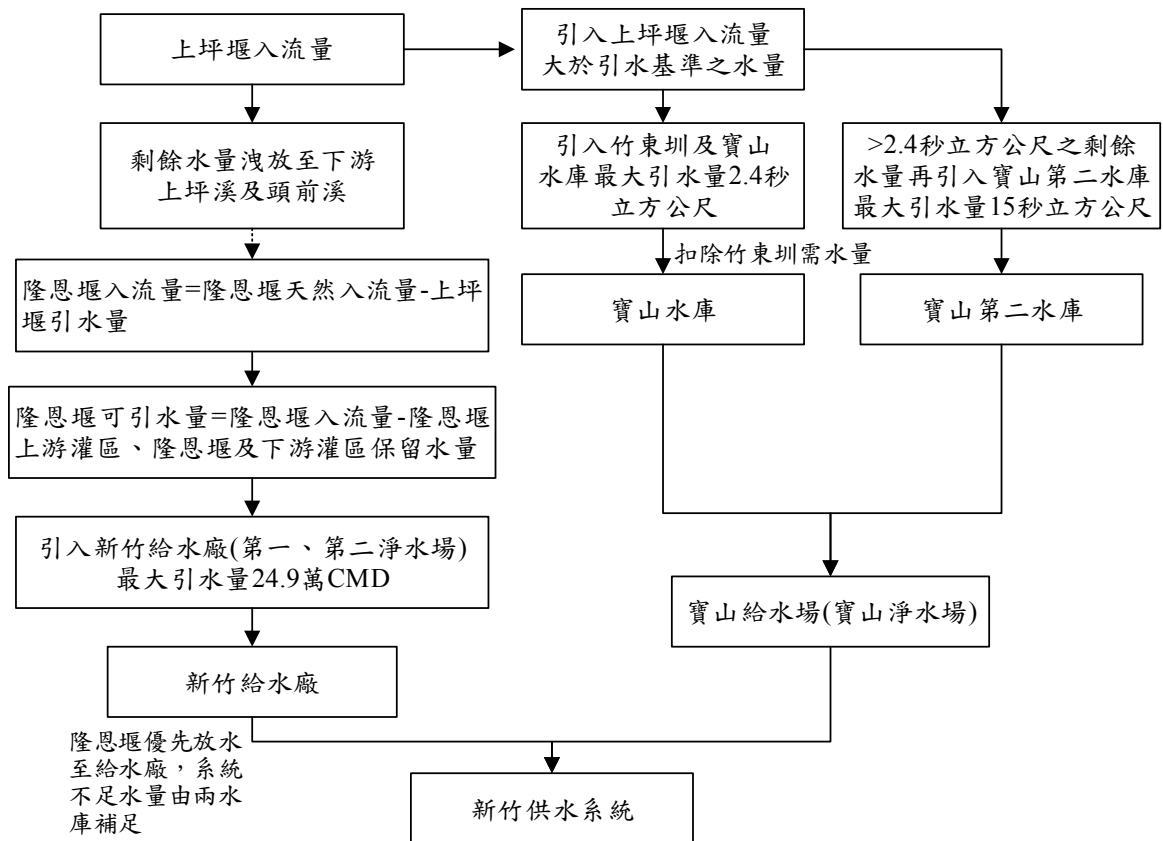 上坪堰入流量
引入上坪堰入流量
大於引水基準之水量
剩餘水量洩放至下游
上坪溪及頭前溪
引入竹東圳及寶山
水庫最大引水量2.4秒
立方公尺
>2.4秒立方公尺之剩餘
水量再引入寶山第二水庫
最大引水量15秒立方公尺
扣除竹東圳需水量
隆恩堰入流量=隆恩堰天然入流量-上坪
堰引水量
寶山水庫
寶山第二水庫
隆恩堰可引水量=隆恩堰入流量-隆恩堰
上游灌區、隆恩堰及下游灌區保留水量
引入新竹給水廠(第一、第二淨水場)
最大引水量24.9萬CMD
寶山給水場(寶山淨水場)
新竹給水廠
隆恩堰優先放水
至給水廠，系統
不足水量由兩水
庫補足
新竹供水系統